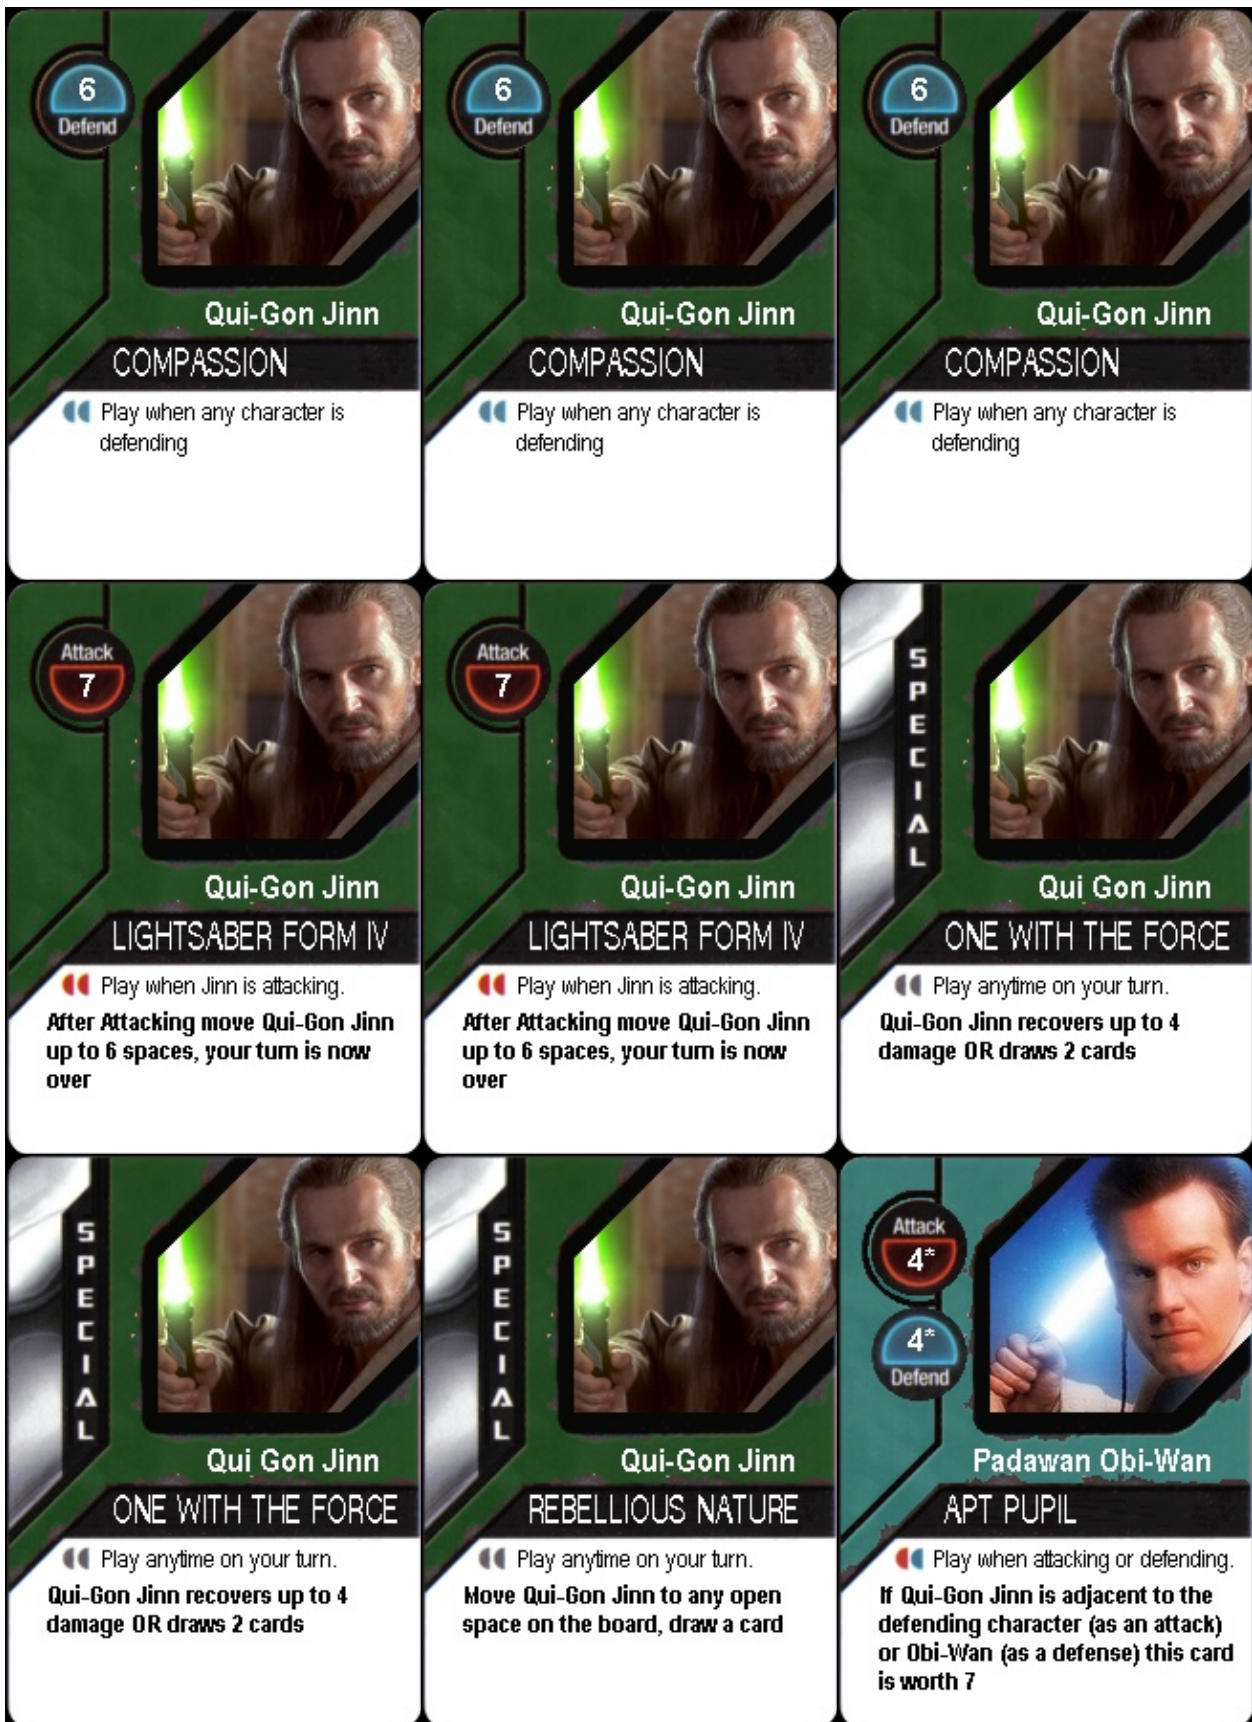 6
Defend
Qui-Gon Jinn
COMPASSION
Play when any character is
defending
6
Defend
Qui-Gon Jinn
COMPASSION
Play when any character is
defending
6
Defend
Qui-Gon Jinn
COMPASSION
Play when any character is
defending
Attack
7
Qui-Gon Jinn
LIGHTSABER FORM IV
Play when Jinn is attacking.
After Attacking move Qui-Gon Jinn
up to 6 spaces, your turn is now
over
Attack
7
Qui-Gon Jinn
LIGHTSABER FORM IV
Play when Jinn is attacking.
After Attacking move Qui-Gon Jinn
up to 6 spaces, your turn is now
over
SPECIAL
Qui Gon Jinn
ONE WITH THE FORCE
Play anytime on your turn.
Qui-Gon Jinn recovers up to 4
damage OR draws 2 cards
SPECIAL
Qui Gon Jinn
ONE WITH THE FORCE
Play anytime on your turn.
Qui-Gon Jinn recovers up to 4
damage OR draws 2 cards
SPECIAL
Qui-Gon Jinn
REBELLIOUS NATURE
Play anytime on your turn.
Move Qui-Gon Jinn to any open
space on the board, draw a card
Attack
4*
4*
Defend
Padawan Obi-Wan
APT PUPIL
Play when attacking or defending.
If Qui-Gon Jinn is adjacent to the
defending character (as an attack)
or Obi-Wan (as a defense) this card
is worth 7